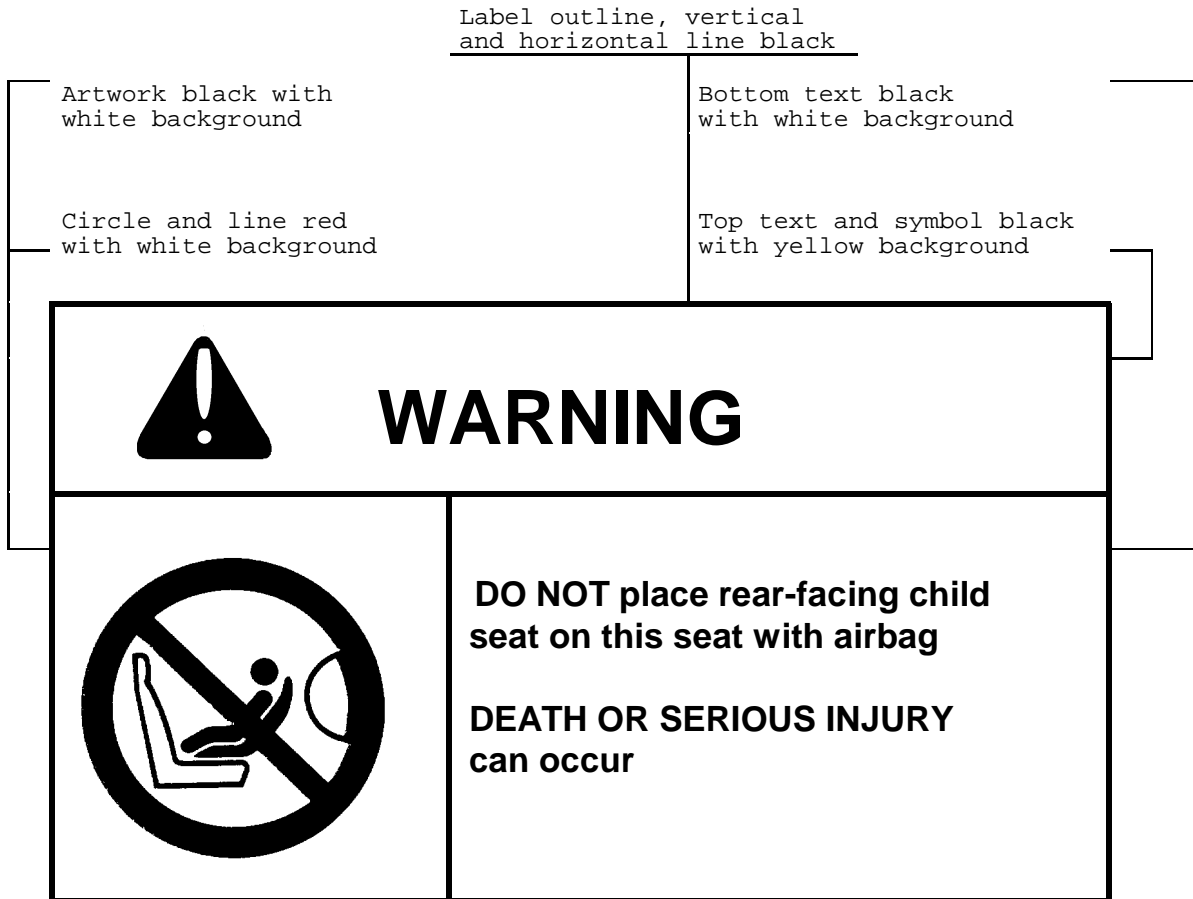 Label outline, vertical
and horizontal line black
Artwork black with
white background
Bottom text black
with white background
Circle and line red
with white background
Top text and symbol black
with yellow background
WARNING
DO NOT place rear-facing child
seat on this seat with airbag
DEATH OR SERIOUS INJURY
can occur